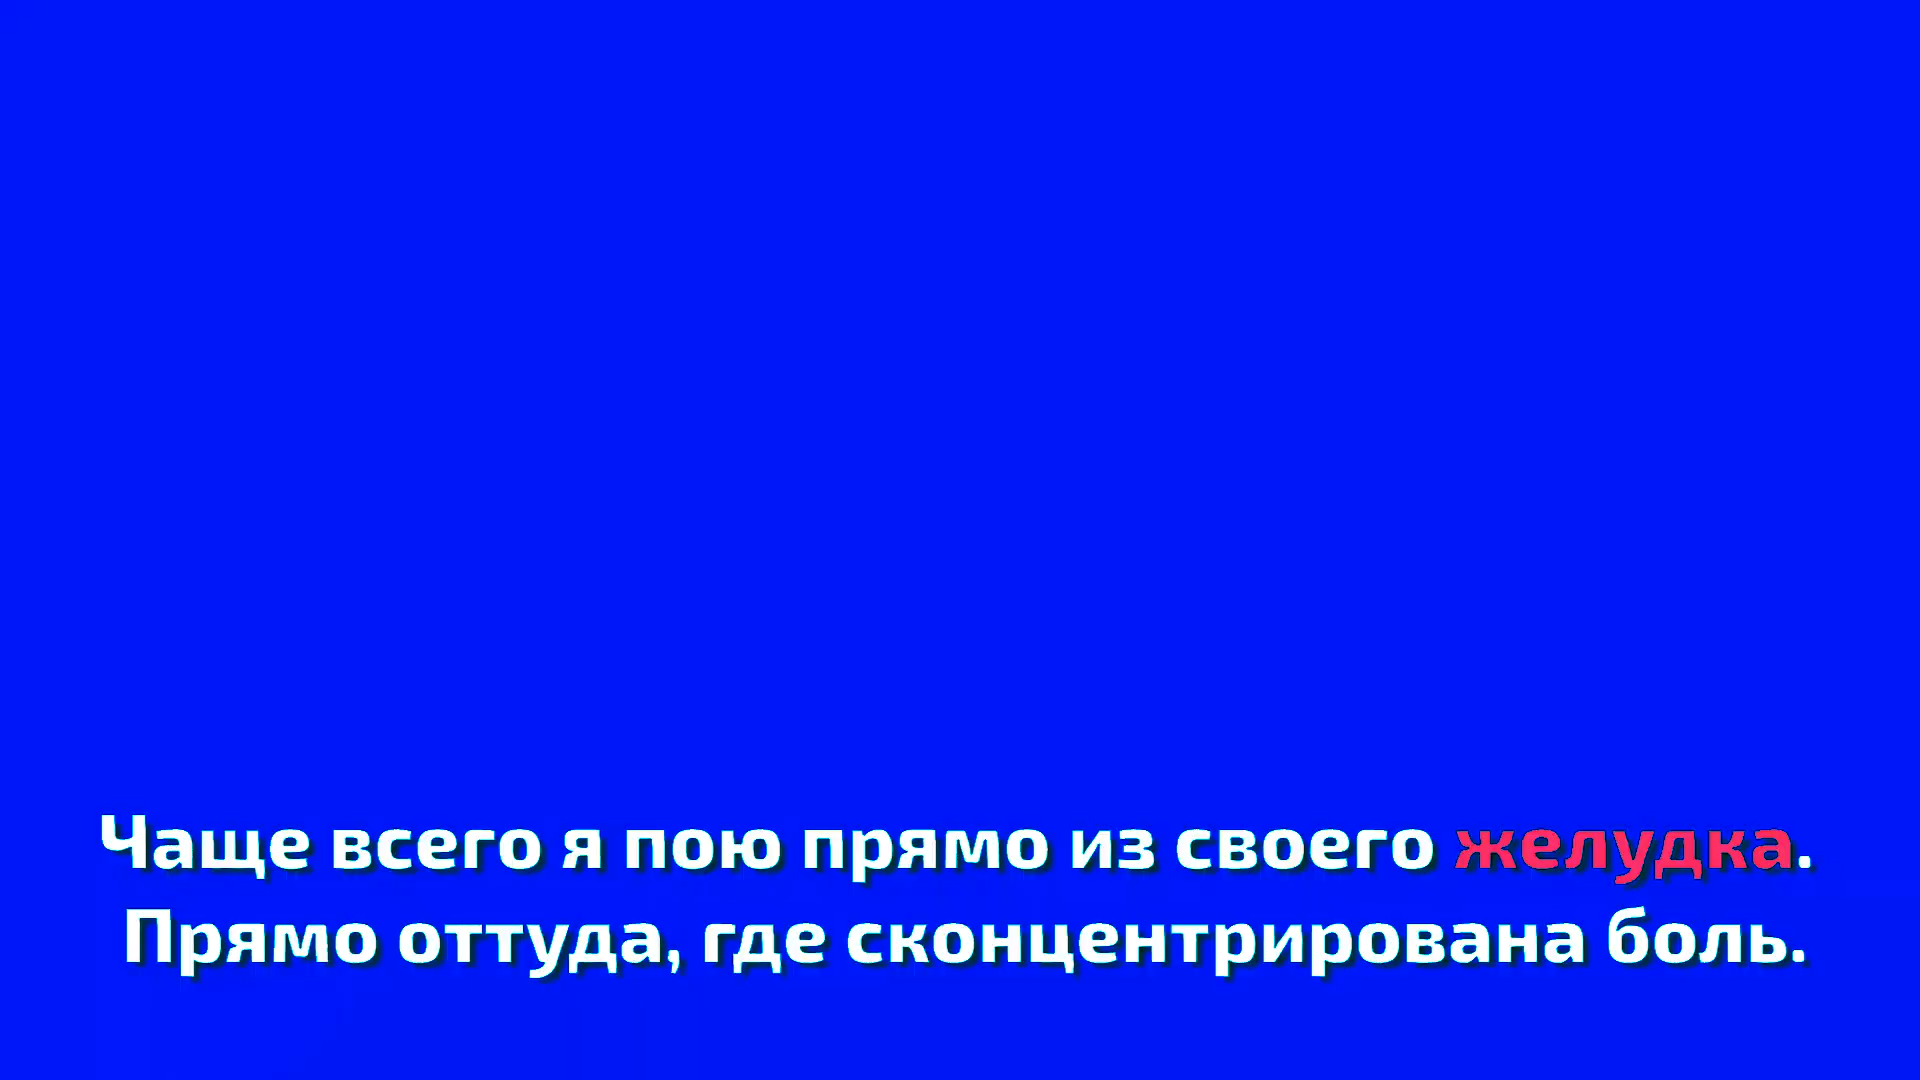 Чаще всего я пою прямо из своего желудка.
Прямо оттуда, где сконцентрирована боль.